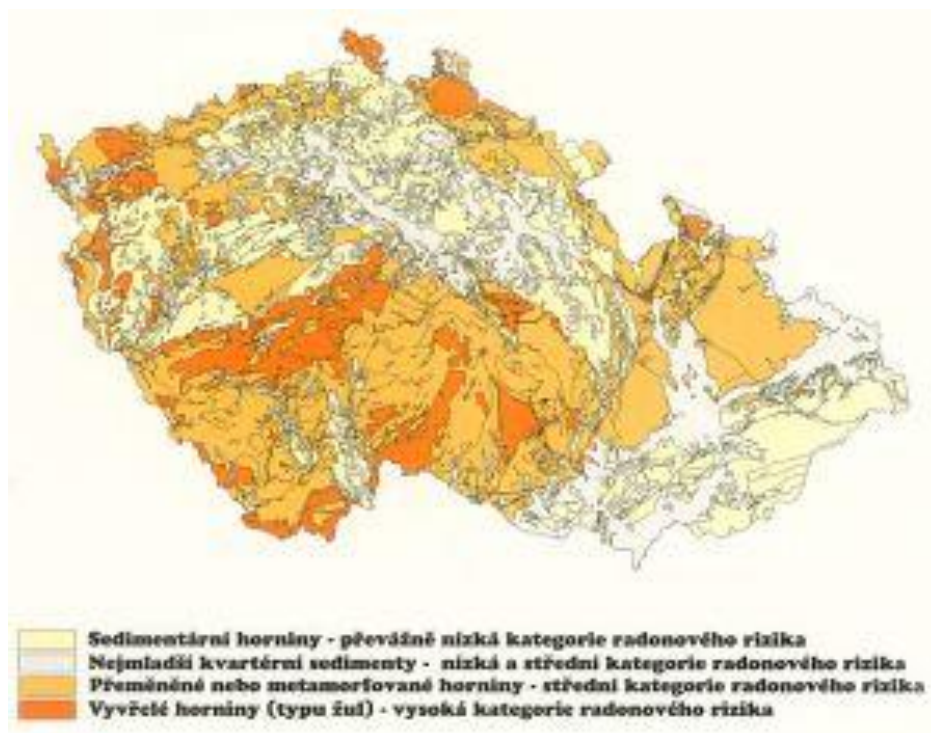 Sedimentární horniny - převážně nízká kategorie radonového rizika
Nejmladší kvartérní sedimenty - nízká a střední kategorie radonového rizika
Přeměněné nebo metamorfované horniny - střední kategorie radonového rizika
Vyvřelé horniny (typu žul) - vysoká kategorie radonového rizika